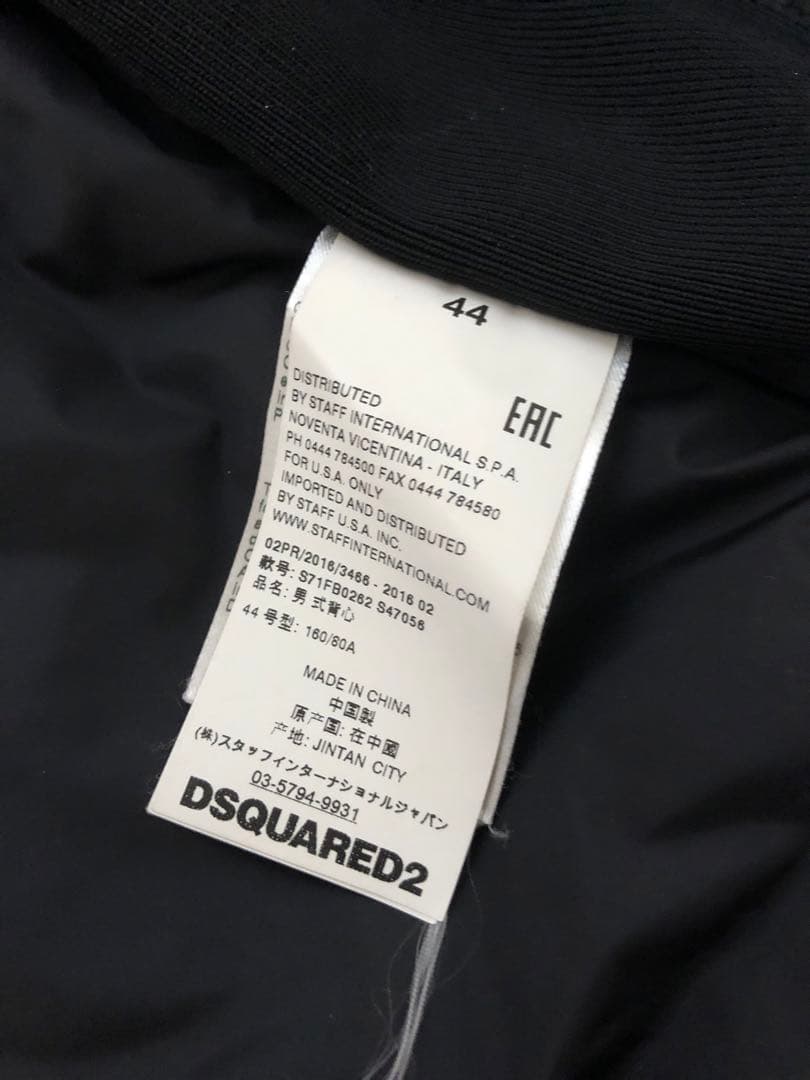 44
EAC
DISTRIBUTED
BY STAFF INTERNATIONAL S.P.A.
NOVENTA VICENTINA - ITALY
PH 0444 784500 FAX 0444 784580
FOR U.S.A. ONLY
IMPORTED AND DISTRIBUTED
BY STAFF U.S.A. INC.
WWW.STAFFINTERNATIONAL.COM
02PR/2016/3466 - 2016 02
款号: S71FB0262 S47056
品名: 男式背心
44 号型: 160/80A
MADE IN CHINA
中国製
原产国: 在中國
产地: JINTAN CITY
(株)スタッフインターナショナルジャパン
03-5794-9931
DSQUARED2